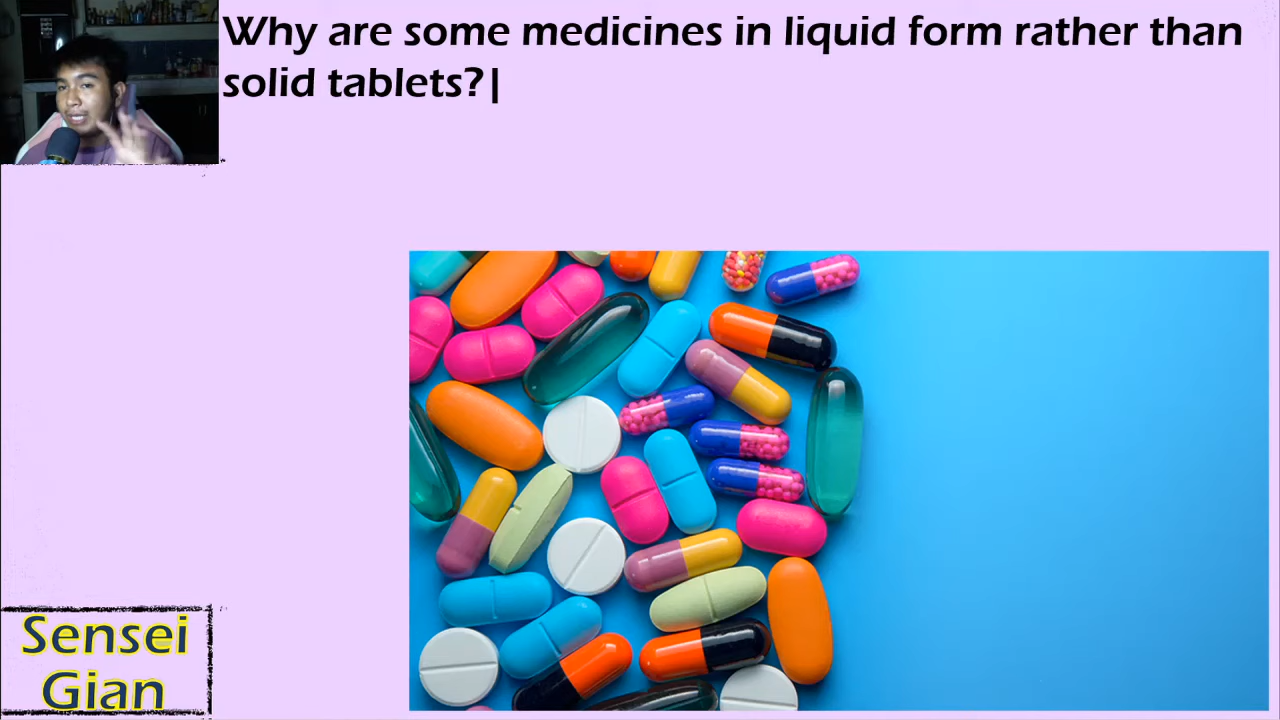 Why are some medicines in liquid form rather than
solid tablets?
Sensei
Gian